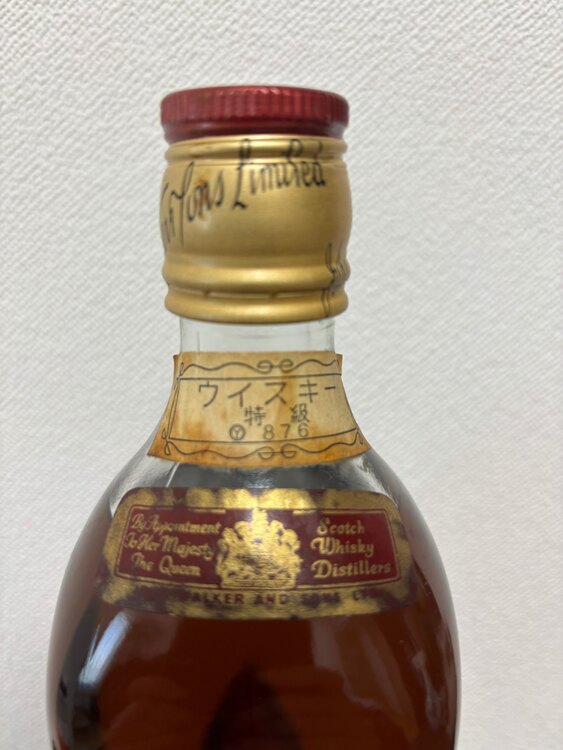 Sons Limited
ウイスキー
特級
Ⓨ 876
By Appointment
To Her Majesty
The Queen
Scotch
Whisky
Distillers
ALKER AND SONS LTD